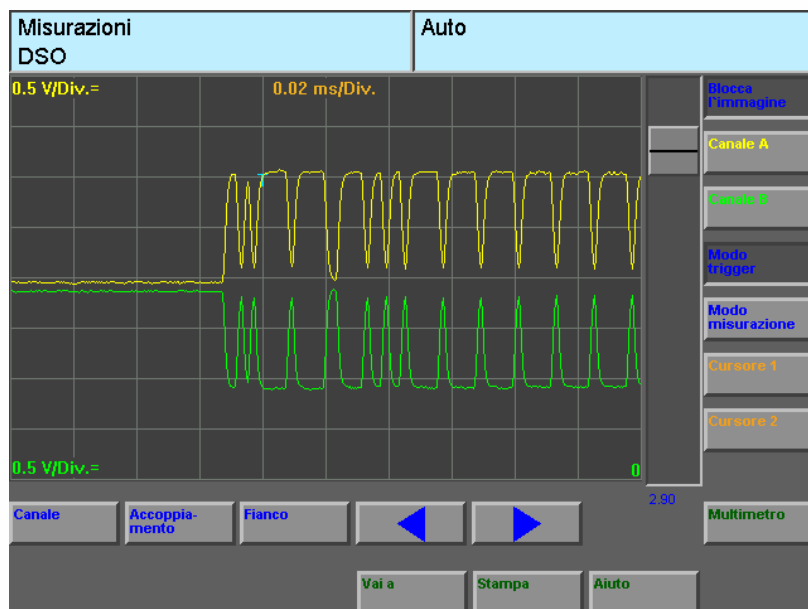 Misurazioni
DSO
Auto
0.5 V/Div.=
0.02 ms/Div.
Blocca
l'immagine
Canale A
Canale B
Modo
trigger
Modo
misurazione
Cursore 1
Cursore 2
0.5 V/Div.=
0
2.90
Canale
Accoppia-
mento
Fianco
Multimetro
Vai a
Stampa
Aiuto